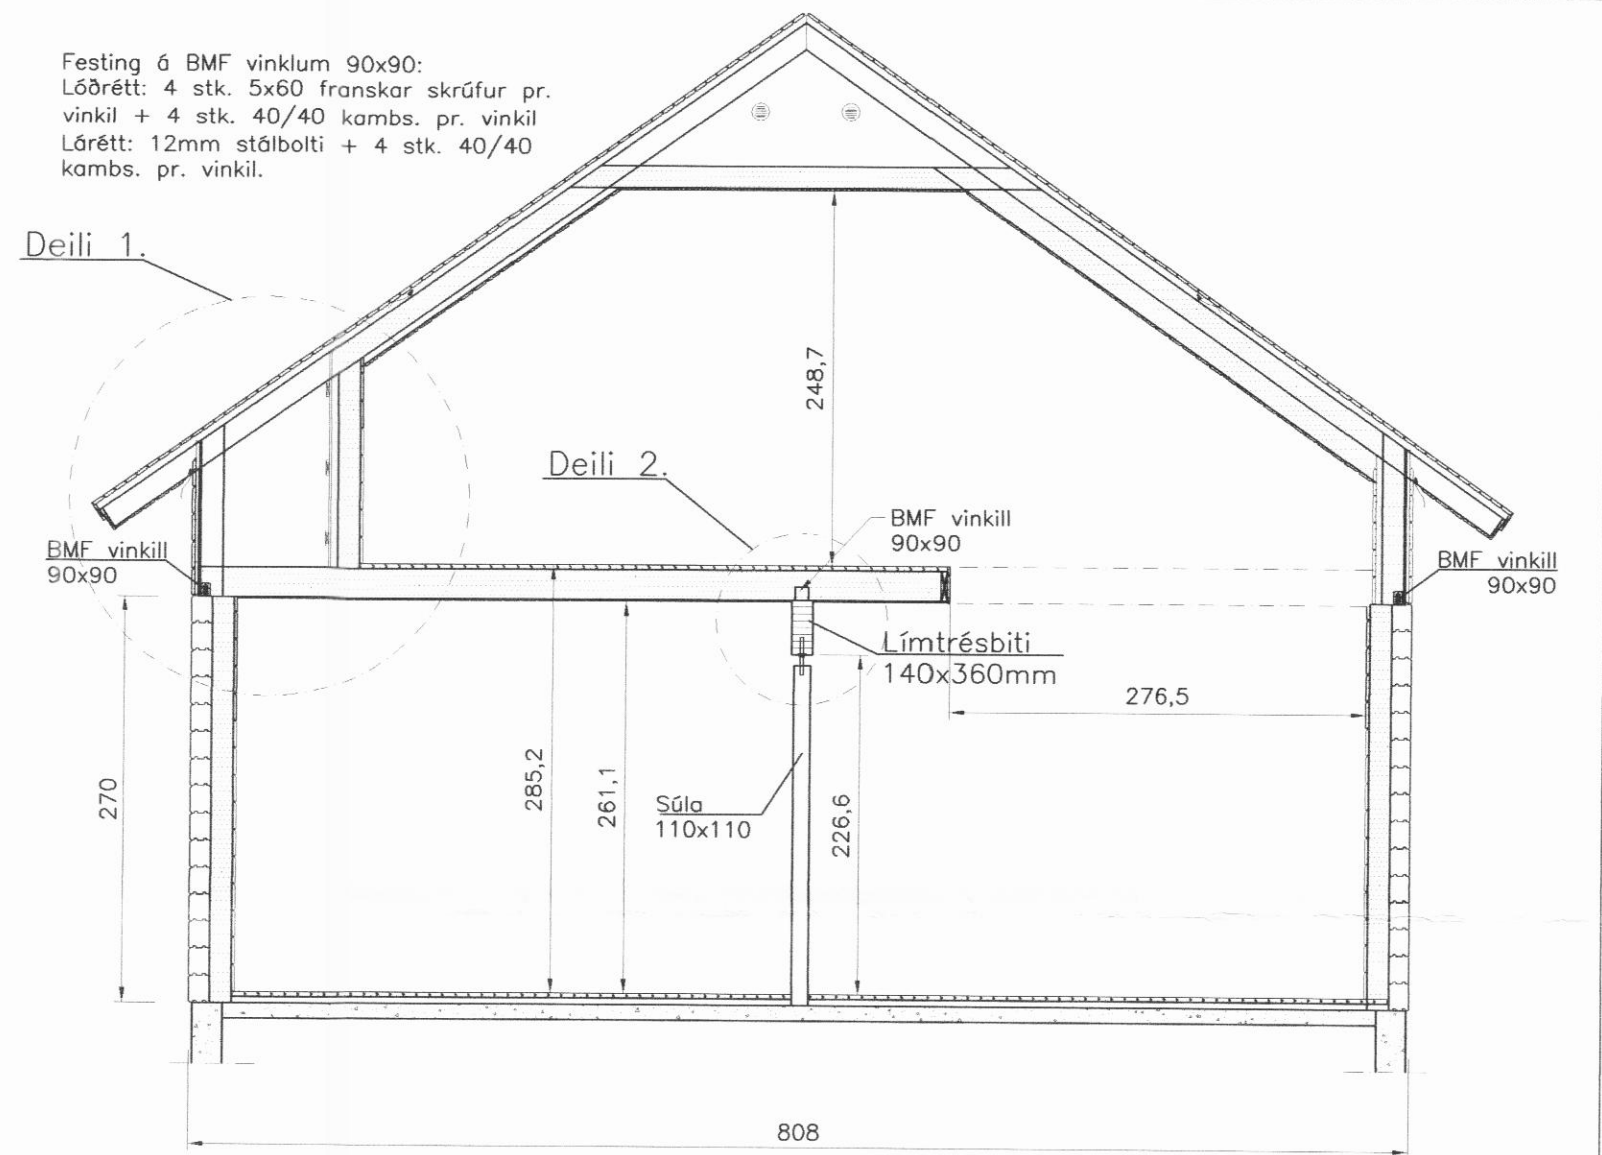 Festing á BMF vinklum 90x90:
Lóðrétt: 4 stk. 5x60 franskar skrúfur pr.
vinkil + 4 stk. 40/40 kambs. pr. vinkil
Lárétt: 12mm stálbolti + 4 stk. 40/40
kambs. pr. vinkil.
Deili 1.
248,7
Deili 2.
BMF vinkill
90x90
BMF vinkill
90x90
BMF vinkill
90x90
Límtrésbiti
140x360mm
276,5
270
285,2
261,1
Súla
110x110
226,6
808